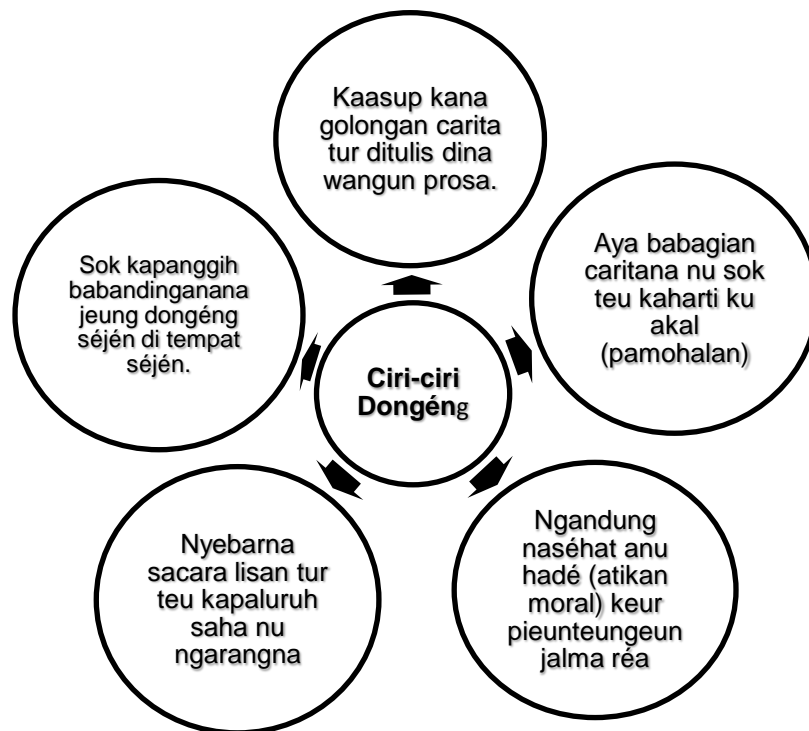 Kaasup kana
golongan carita
tur ditulis dina
wangun prosa.
Aya babagian
caritana nu sok
teu kaharti ku
akal
(pamohalan)
Ngandung
naséhat anu
hadé (atikan
moral) keur
pieunteungeun
jalma réa
Nyebarna
sacara lisan tur
teu kapaluruh
saha nu
ngarangna
Sok kapanggih
babandinganana
jeung dongéng
séjén di tempat
séjén.
Ciri-ciri
Dongéng